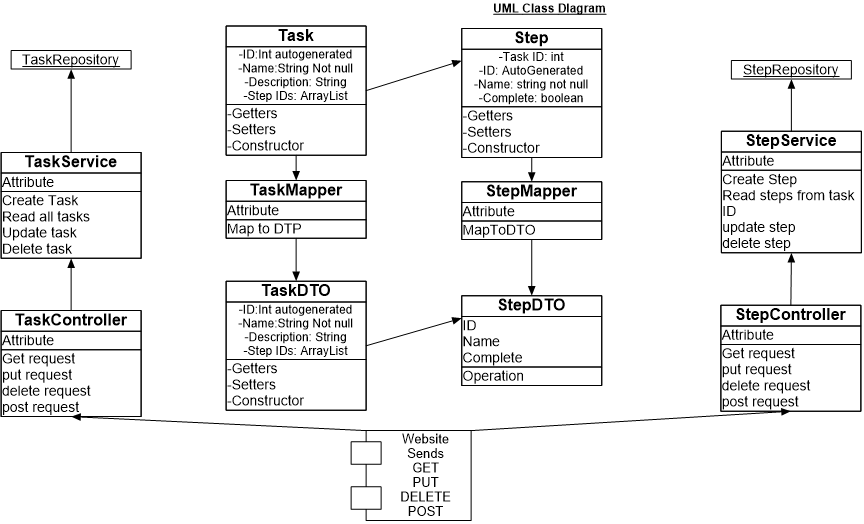 UML Class Diagram
TaskRepository
TaskService
Attribute
Create Task
Read all tasks
Update task
Delete task
TaskController
Attribute
Get request
put request
delete request
post request
Task
-ID:Int autogenerated
-Name:String Not null
-Description: String
-Step IDs: ArrayList
-Getters
-Setters
-Constructor
TaskMapper
Attribute
Map to DTP
TaskDTO
-ID:Int autogenerated
-Name:String Not null
-Description: String
-Step IDs: ArrayList
-Getters
-Setters
-Constructor
Step
-Task ID: int
-ID: AutoGenerated
-Name: string not null
-Complete: boolean
-Getters
-Setters
-Constructor
StepMapper
Attribute
MapToDTO
StepDTO
ID
Name
Complete
Operation
StepRepository
StepService
Attribute
Create Step
Read steps from task
ID
update step
delete step
StepController
Attribute
Get request
put request
delete request
post request
Website
Sends
GET
PUT
DELETE
POST